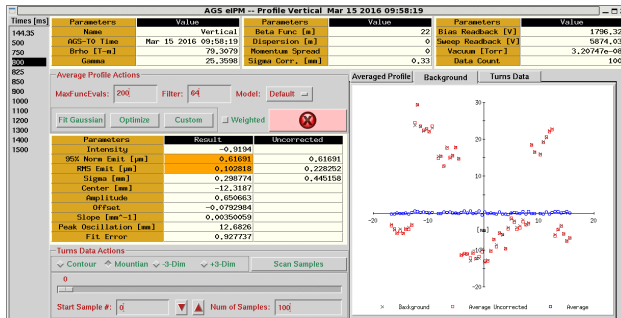 AGS eIPM -- Profile Vertical Mar 15 2016 09:58:19
Times [ms]
144.35
500
750
800
825
850
900
1000
1100
1200
1300
1400
1500
Parameters Value
Name Vertical
AGS-T0 Time Mar 15 2016 09:58:19
Brho [T-m] 79.3079
Gamma 25.3598
Parameters Value
Beta Func [m] 22
Dispersion [m] 0
Momentum Spread 0
Sigma Corr. [mm] 0.33
Parameters Value
Bias Readback [V] 1796.32
Sweep Readback [V] 5874.03
Vacuum [Torr] 3.20747e-08
Data Count 100
Average Profile Actions
MaxFuncEvals: 200 Filter: 64 Model: Default
Fit Gaussian Optimize Custom Weighted
Parameters Result Uncorrected
Intensity -0.9194
95% Norm Emit [µm] 0.61691 0.61691
RMS Emit [µm] 0.102818 0.228252
Sigma [mm] 0.298774 0.445158
Center [mm] -12.3187
Amplitude 0.650663
Offset -0.0792984
Slope [mm^-1] 0.00350059
Peak Oscillation [mm] 12.6826
Fit Error 0.927737
Turns Data Actions
Contour Mountian -3-Dim +3-Dim Scan Samples
0
Start Sample #: 0 Num of Samples: 100
Averaged Profile Background Turns Data
30
20
10
-20 -10 10 20
[mm]
-10
-20
Background Average Uncorrected Average